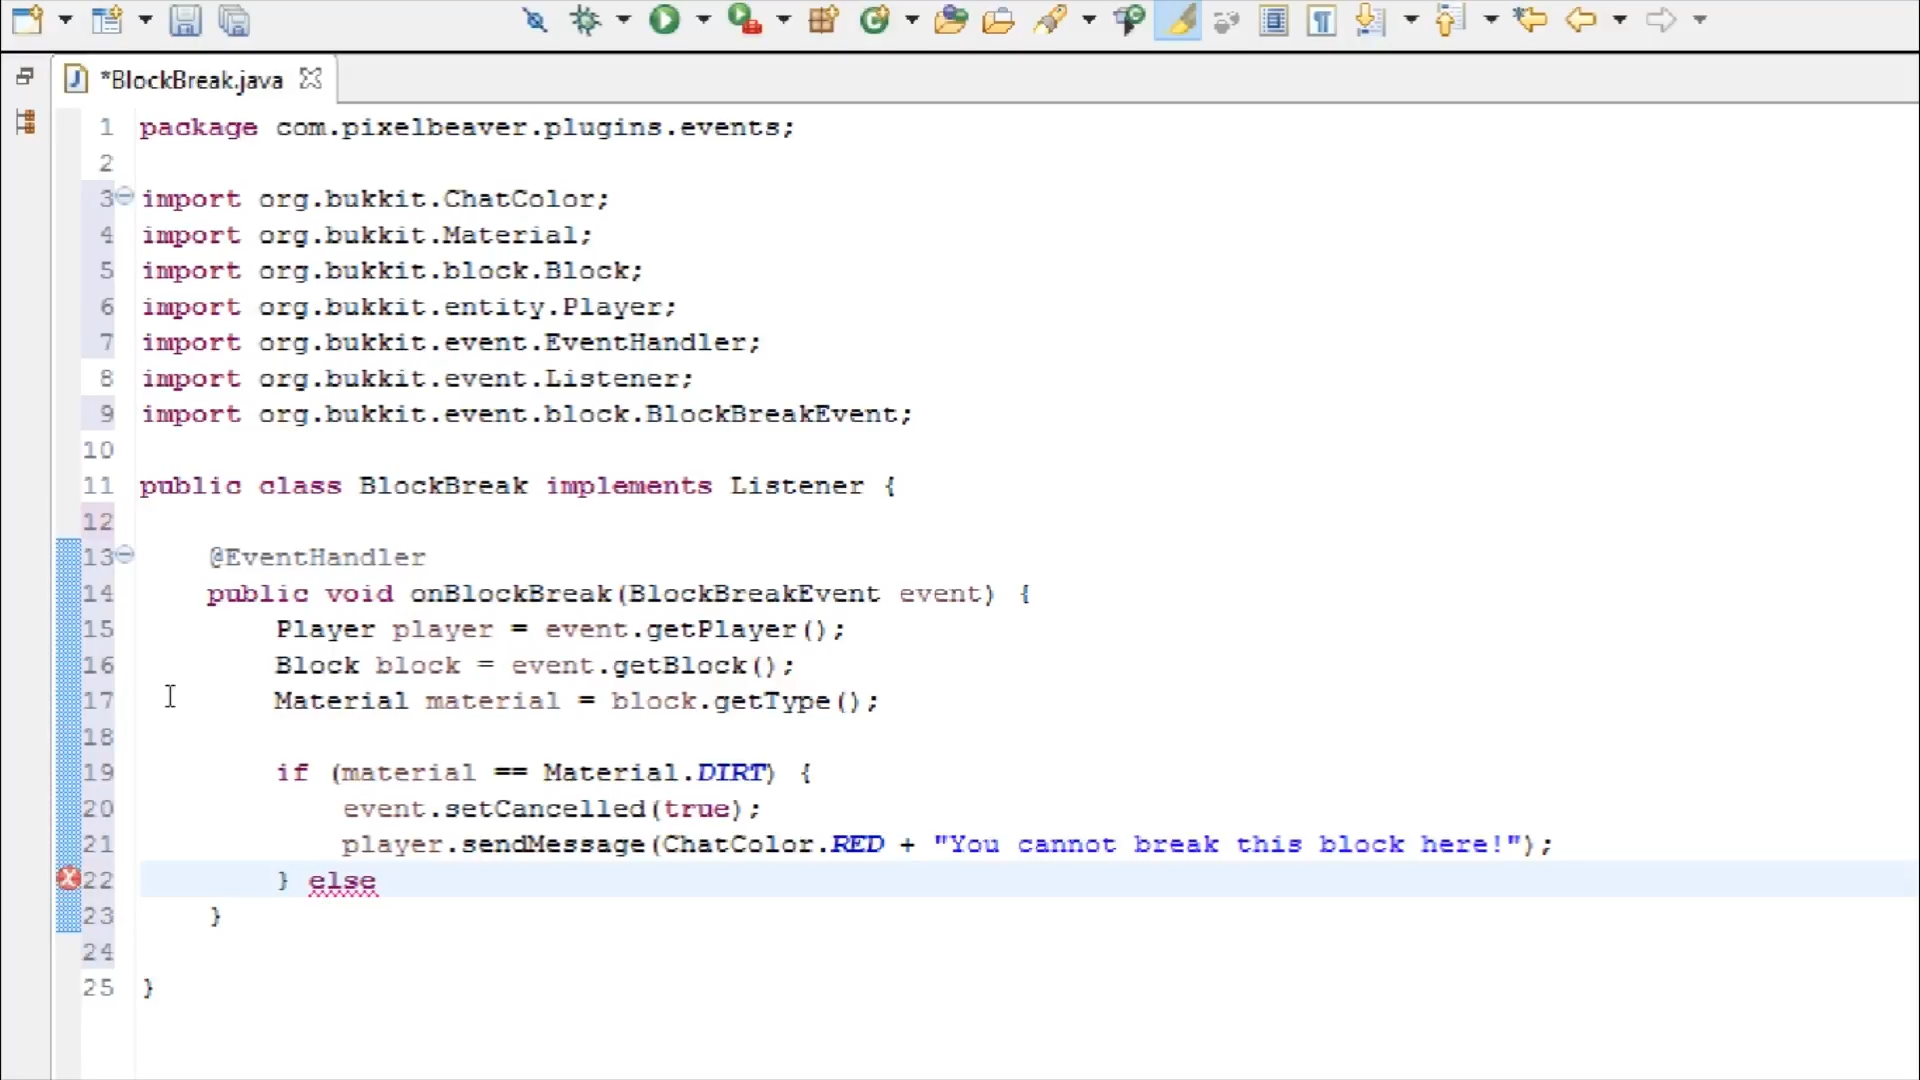 *BlockBreak.java
1 package com.pixelbeaver.plugins.events;
2
3 import org.bukkit.ChatColor;
4 import org.bukkit.Material;
5 import org.bukkit.block.Block;
6 import org.bukkit.entity.Player;
7 import org.bukkit.event.EventHandler;
8 import org.bukkit.event.Listener;
9 import org.bukkit.event.block.BlockBreakEvent;
10
11 public class BlockBreak implements Listener {
12
13 @EventHandler
14 public void onBlockBreak(BlockBreakEvent event) {
15 Player player = event.getPlayer();
16 Block block = event.getBlock();
17 Material material = block.getType();
18
19 if (material == Material.DIRT) {
20 event.setCancelled(true);
21 player.sendMessage(ChatColor.RED + "You cannot break this block here!");
22 } else
23 }
24
25 }